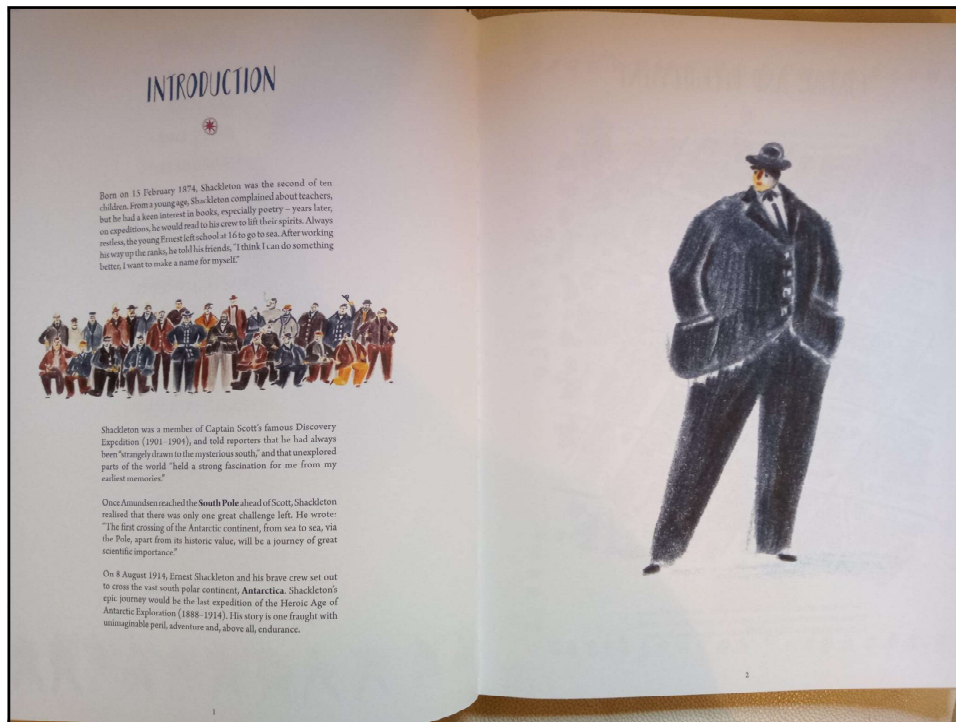 INTRODUCTION
Born on 15 February 1874, Shackleton was the second of ten
children. From a young age, Shackleton complained about teachers,
but he had a keen interest in books, especially poetry – years later,
on expeditions, he would read to his crew to lift their spirits. Always
restless, the young Ernest left school at 16 to go to sea. After working
his way up the ranks, he told his friends, "I think I can do something
better, I want to make a name for myself."
Shackleton was a member of Captain Scott's famous Discovery
Expedition (1901–1904), and told reporters that he had always
been "strangely drawn to the mysterious south," and that unexplored
parts of the world "held a strong fascination for me from my
earliest memories."
Once Amundsen reached the South Pole ahead of Scott, Shackleton
realised that there was only one great challenge left. He wrote:
"The first crossing of the Antarctic continent, from sea to sea, via
the Pole, apart from its historic value, will be a journey of great
scientific importance."
On 8 August 1914, Ernest Shackleton and his brave crew set out
to cross the vast south polar continent, Antarctica. Shackleton's
epic journey would be the last expedition of the Heroic Age of
Antarctic Exploration (1888–1914). His story is one fraught with
unimaginable peril, adventure and, above all, endurance.
1
2